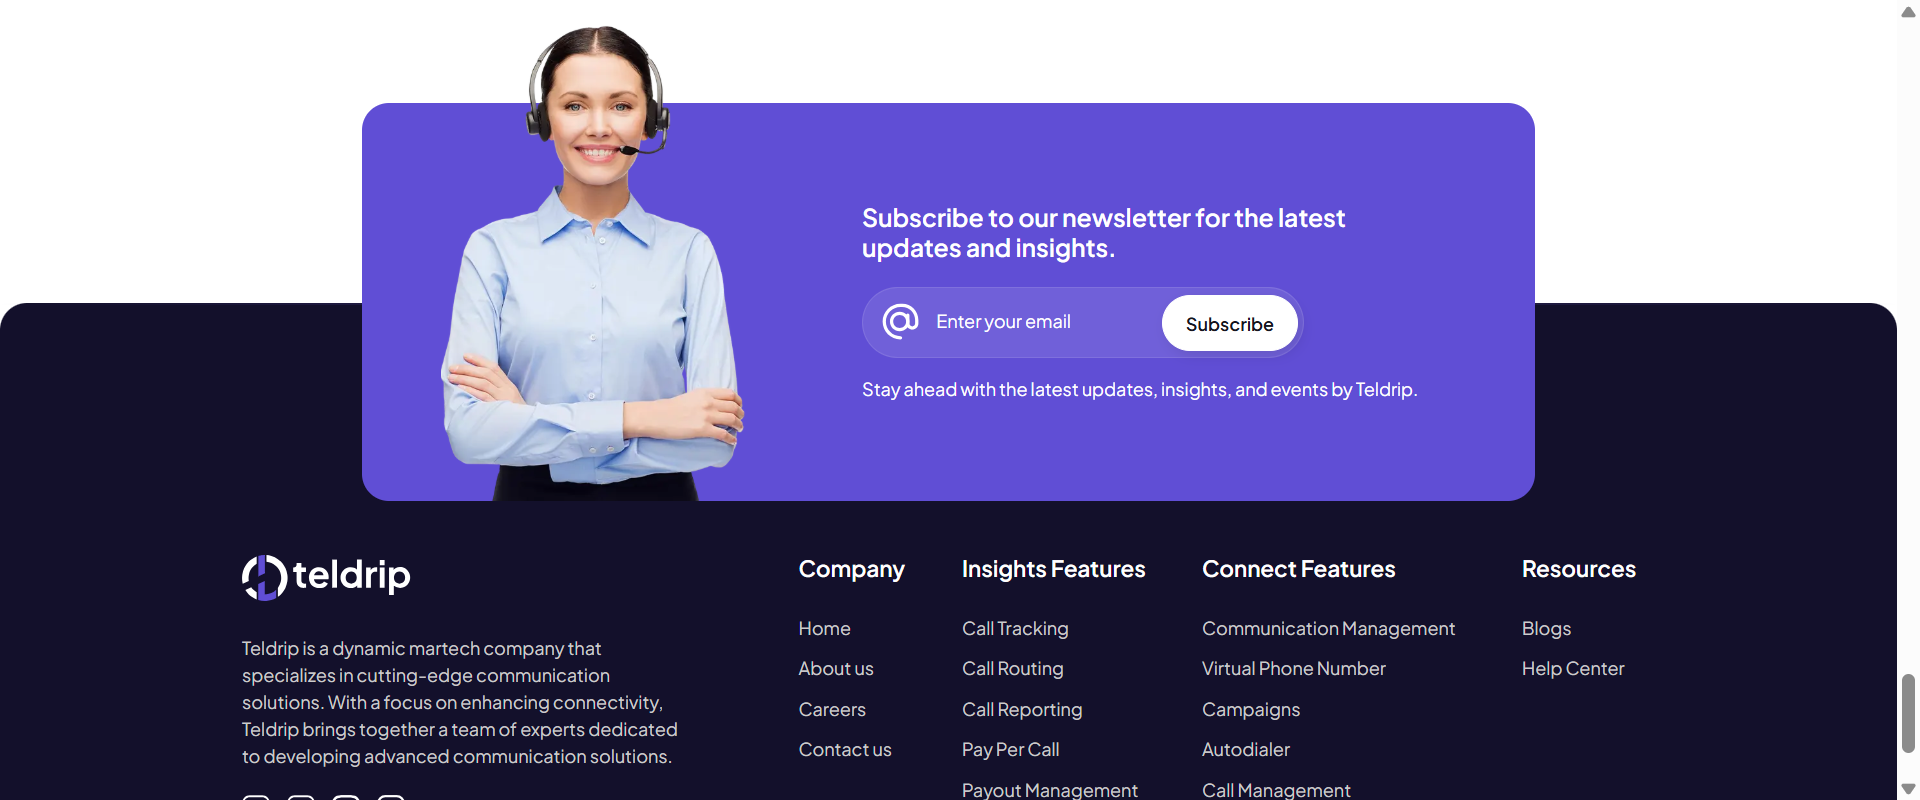 Subscribe to our newsletter for the latest
updates and insights.
@ Enter your email
Subscribe
Stay ahead with the latest updates, insights, and events by Teldrip.
teldrip
Teldrip is a dynamic martech company that
specializes in cutting-edge communication
solutions. With a focus on enhancing connectivity,
Teldrip brings together a team of experts dedicated
to developing advanced communication solutions.
Company
Home
About us
Careers
Contact us
Insights Features
Call Tracking
Call Routing
Call Reporting
Pay Per Call
Payout Management
Connect Features
Communication Management
Virtual Phone Number
Campaigns
Autodialer
Call Management
Resources
Blogs
Help Center